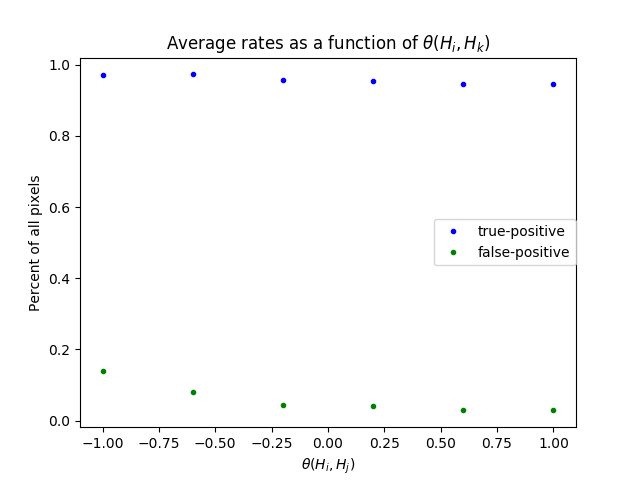 Average rates as a function of θ(H_i, H_k)
1.0
0.8
0.6
0.4
0.2
0.0
Percent of all pixels
true-positive
false-positive
−1.00 −0.75 −0.50 −0.25 0.00 0.25 0.50 0.75 1.00
θ(H_i, H_j)